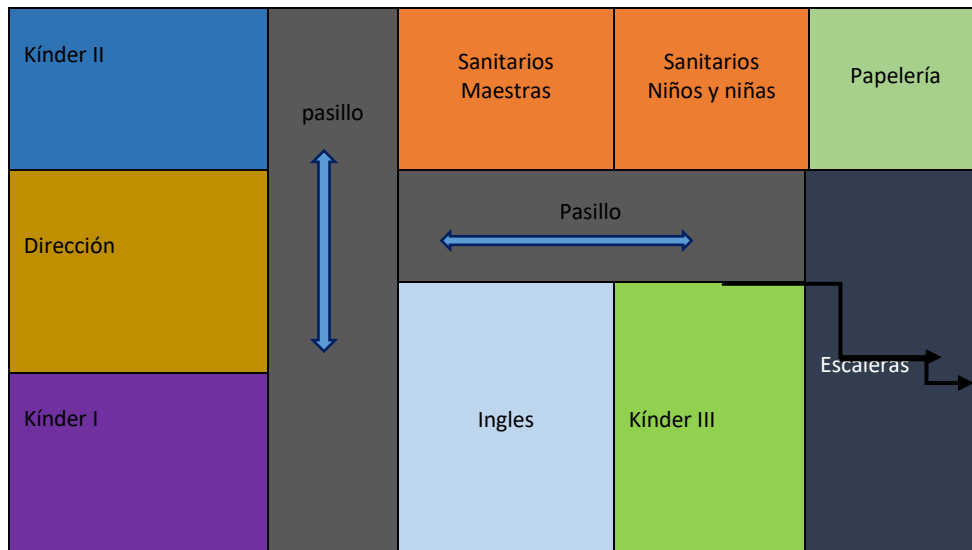 Kínder II
pasillo
Sanitarios
Maestras
Sanitarios
Niños y niñas
Papelería
Dirección
Pasillo
Escaleras
Kínder I
Ingles
Kínder III